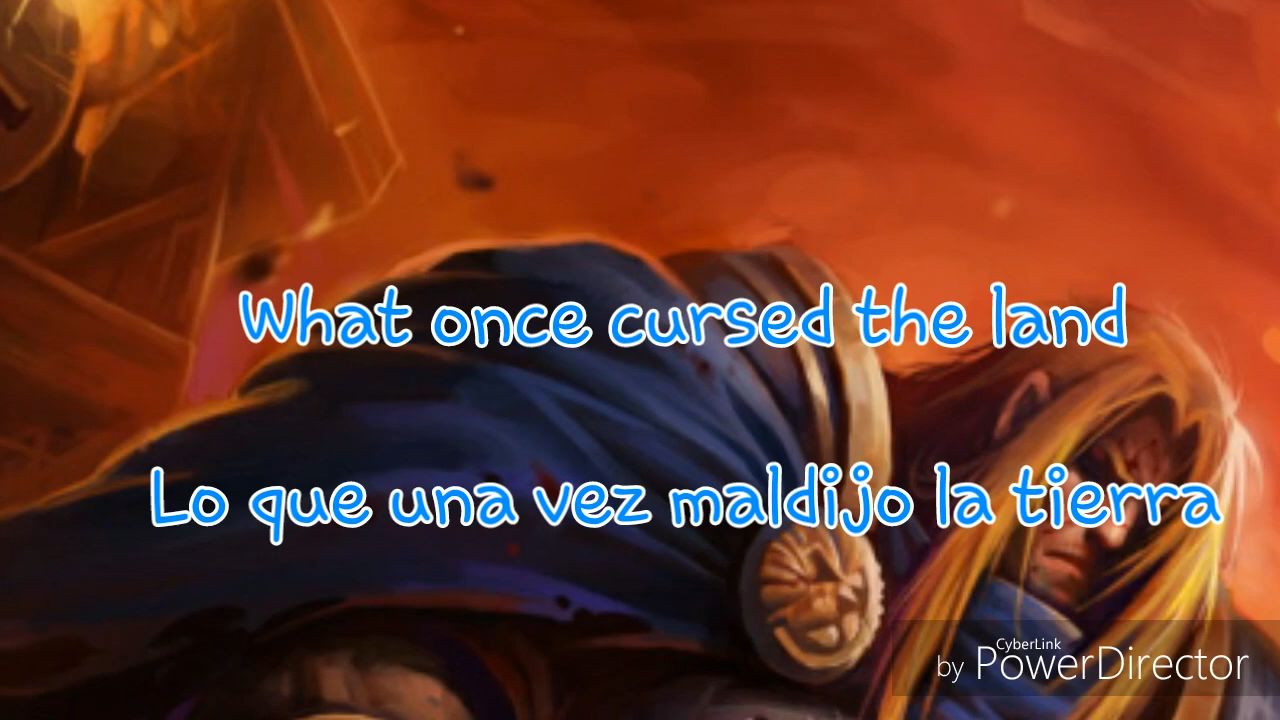 What once cursed the land
Lo que una vez maldijo la tierra
CyberLink
by PowerDirector